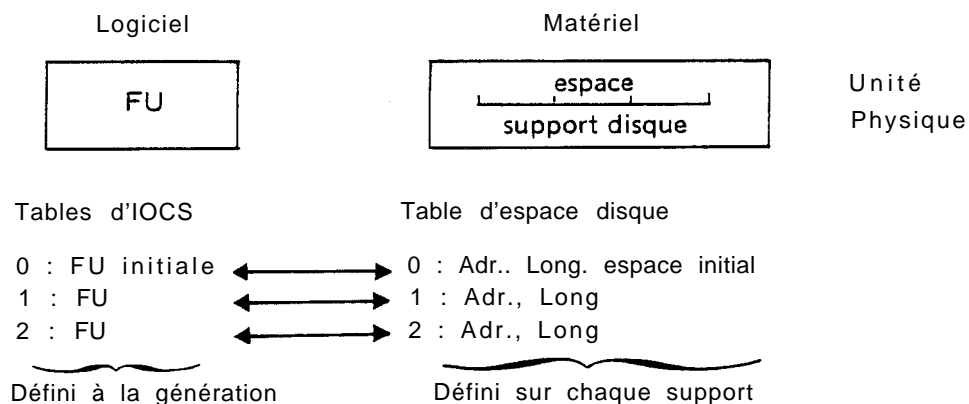 Logiciel Matériel
FU espace Unité
support disque Physique
Tables d'IOCS Table d'espace disque
0 : FU initiale 0 : Adr.. Long. espace initial
1 : FU 1 : Adr., Long
2 : FU 2 : Adr., Long
Défini à la génération Défini sur chaque support